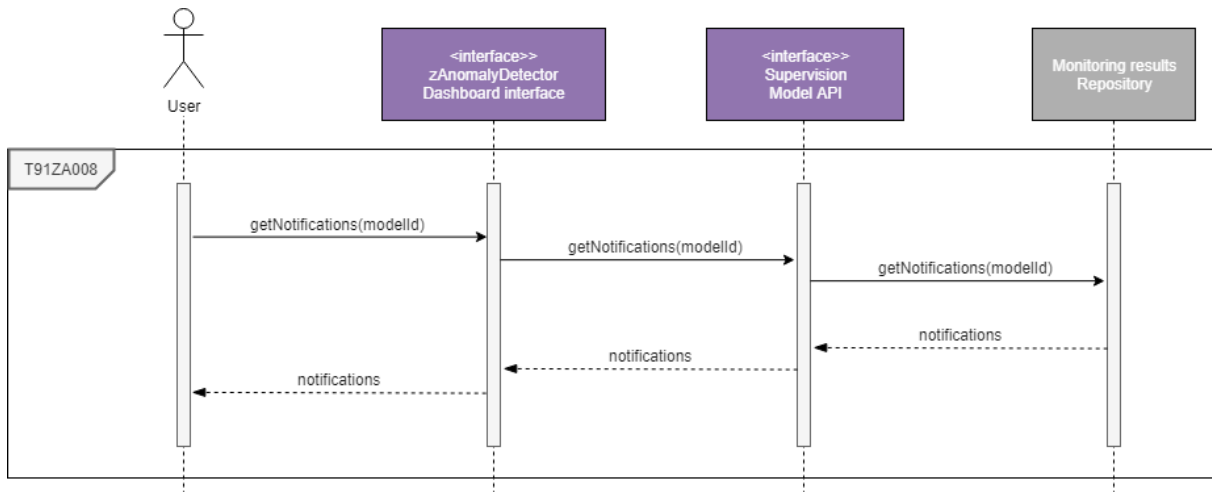 <interface>>
zAnomalyDetector
Dashboard interface
<interface>>
Supervision
Model API
Monitoring results
Repository
User
T91ZA008
getNotifications(modelId)
getNotifications(modelId)
getNotifications(modelId)
notifications
notifications
notifications